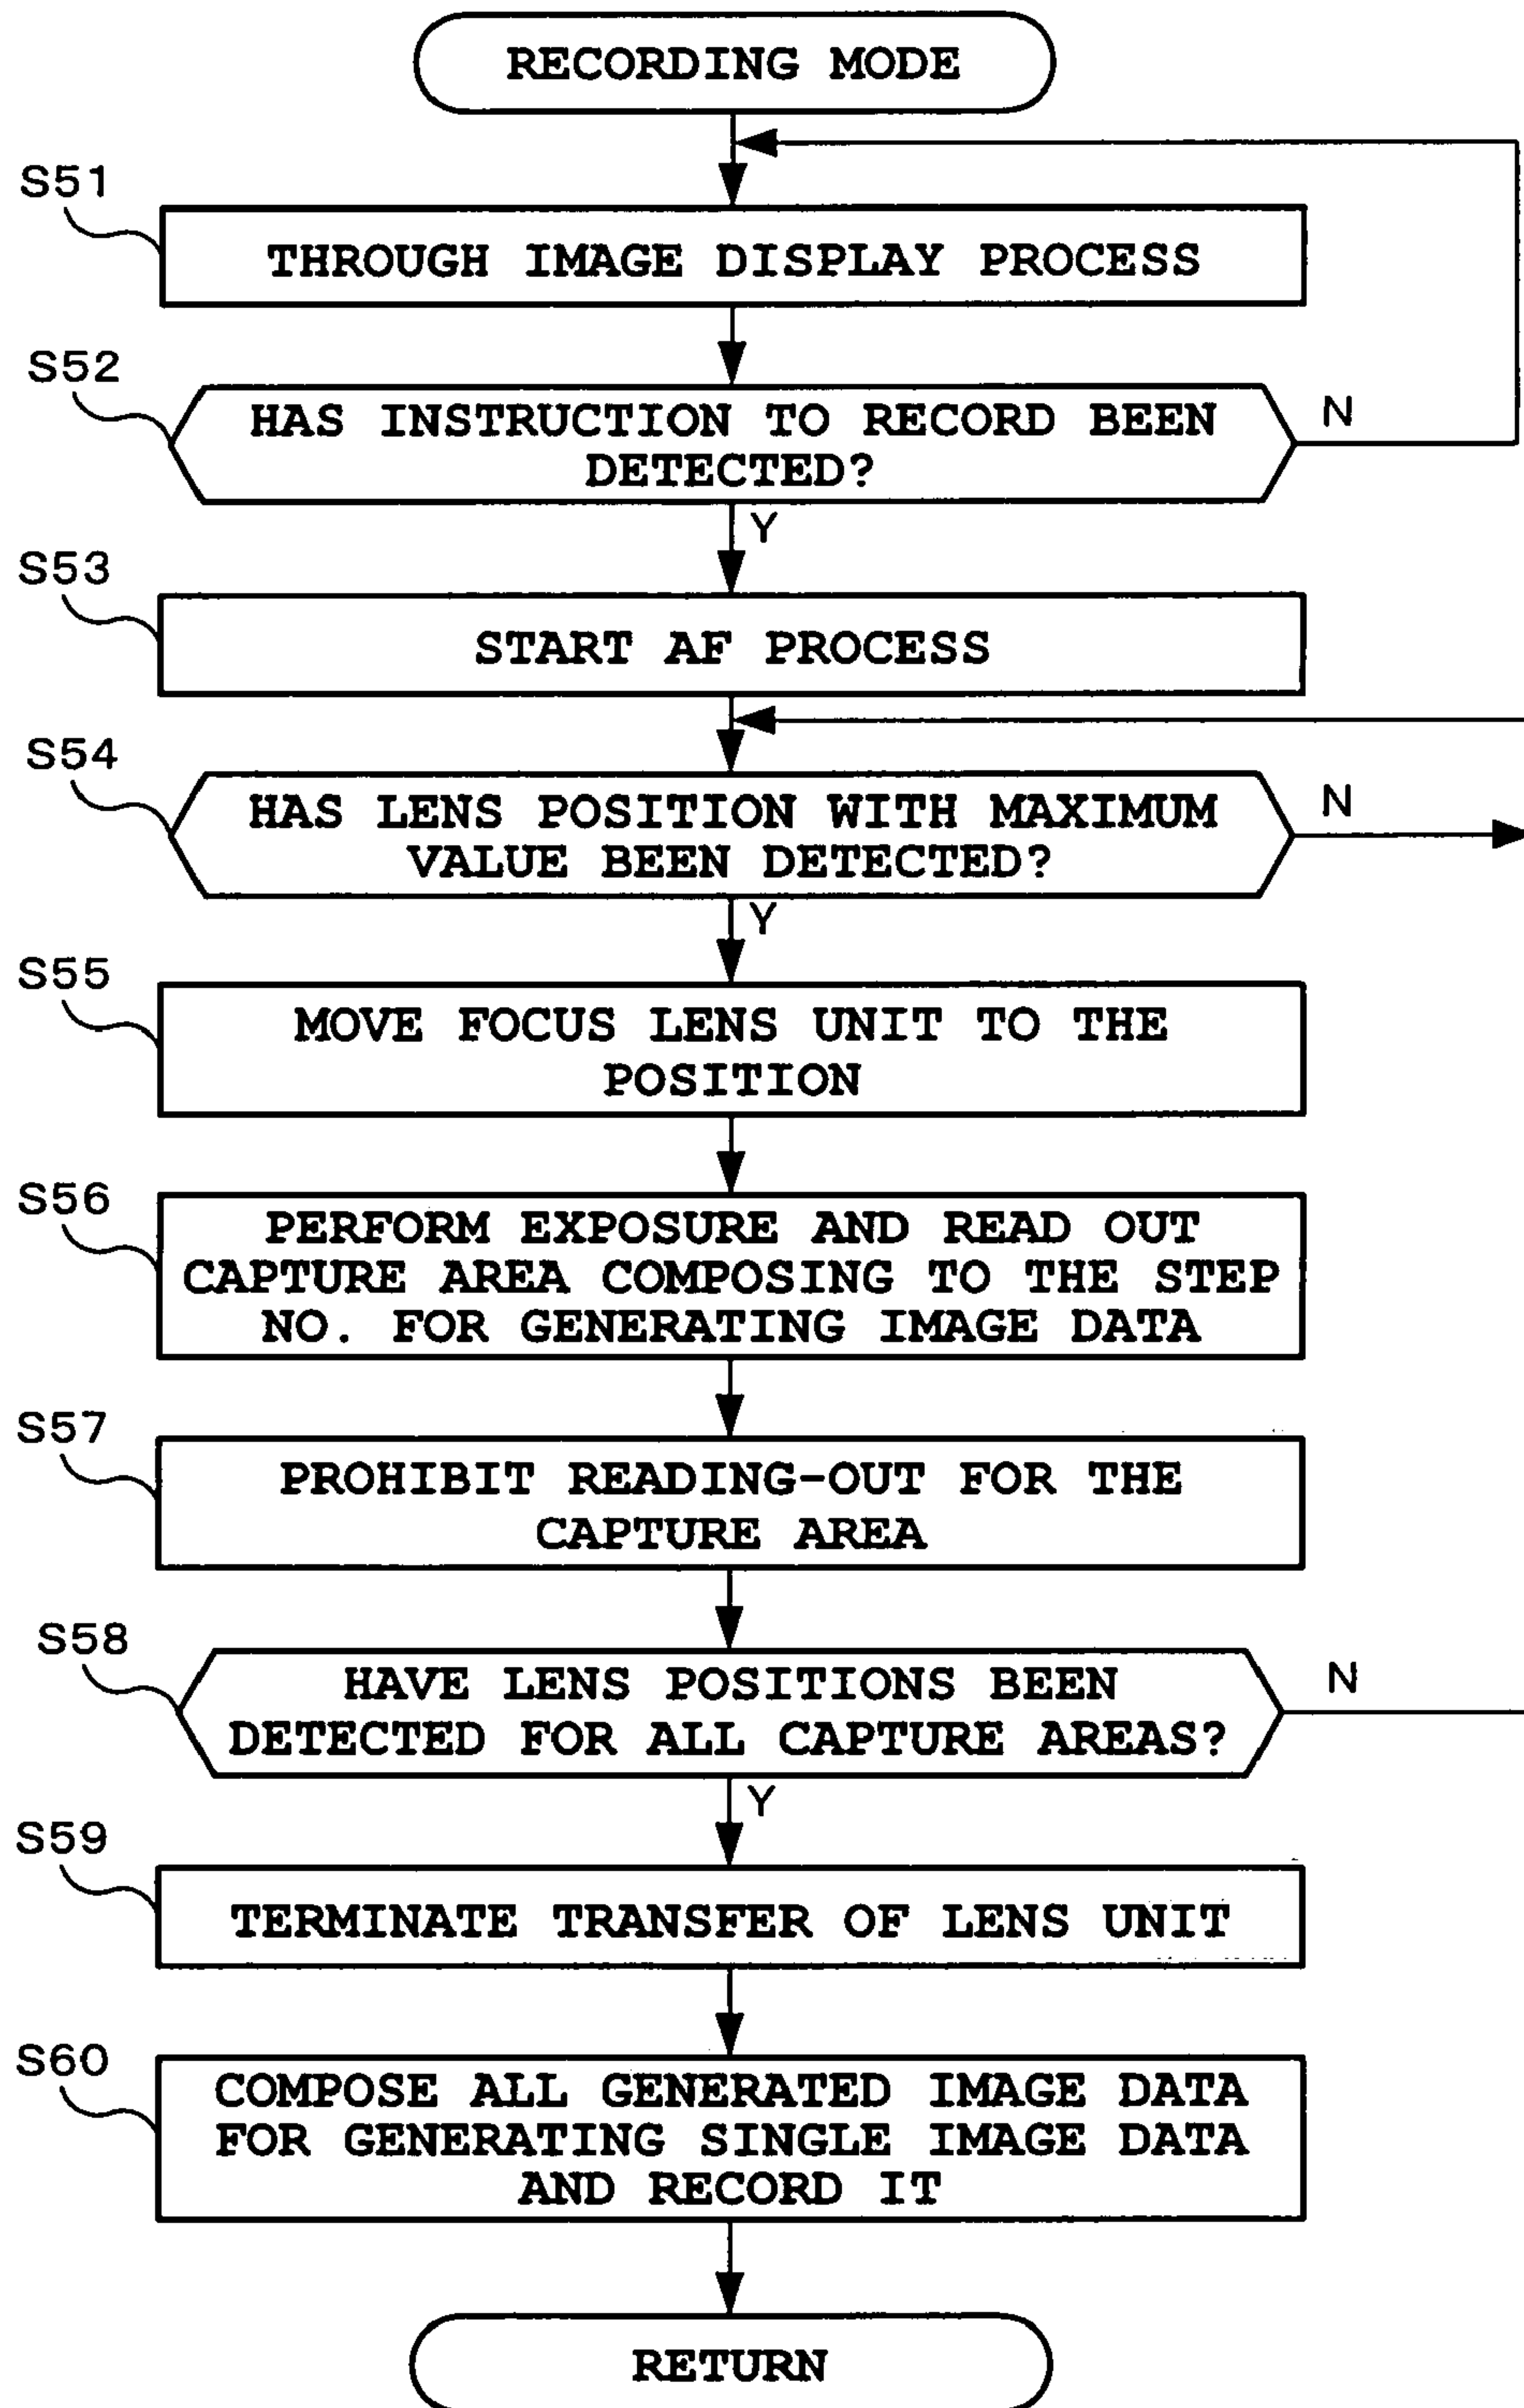 RECORDING MODE
S51
THROUGH IMAGE DISPLAY PROCESS
S52
HAS INSTRUCTION TO RECORD BEEN
DETECTED?
N
Y
S53
START AF PROCESS
S54
HAS LENS POSITION WITH MAXIMUM
VALUE BEEN DETECTED?
N
Y
S55
MOVE FOCUS LENS UNIT TO THE
POSITION
S56
PERFORM EXPOSURE AND READ OUT
CAPTURE AREA COMPOSING TO THE STEP
NO. FOR GENERATING IMAGE DATA
S57
PROHIBIT READING-OUT FOR THE
CAPTURE AREA
S58
HAVE LENS POSITIONS BEEN
DETECTED FOR ALL CAPTURE AREAS?
N
Y
S59
TERMINATE TRANSFER OF LENS UNIT
S60
COMPOSE ALL GENERATED IMAGE DATA
FOR GENERATING SINGLE IMAGE DATA
AND RECORD IT
RETURN